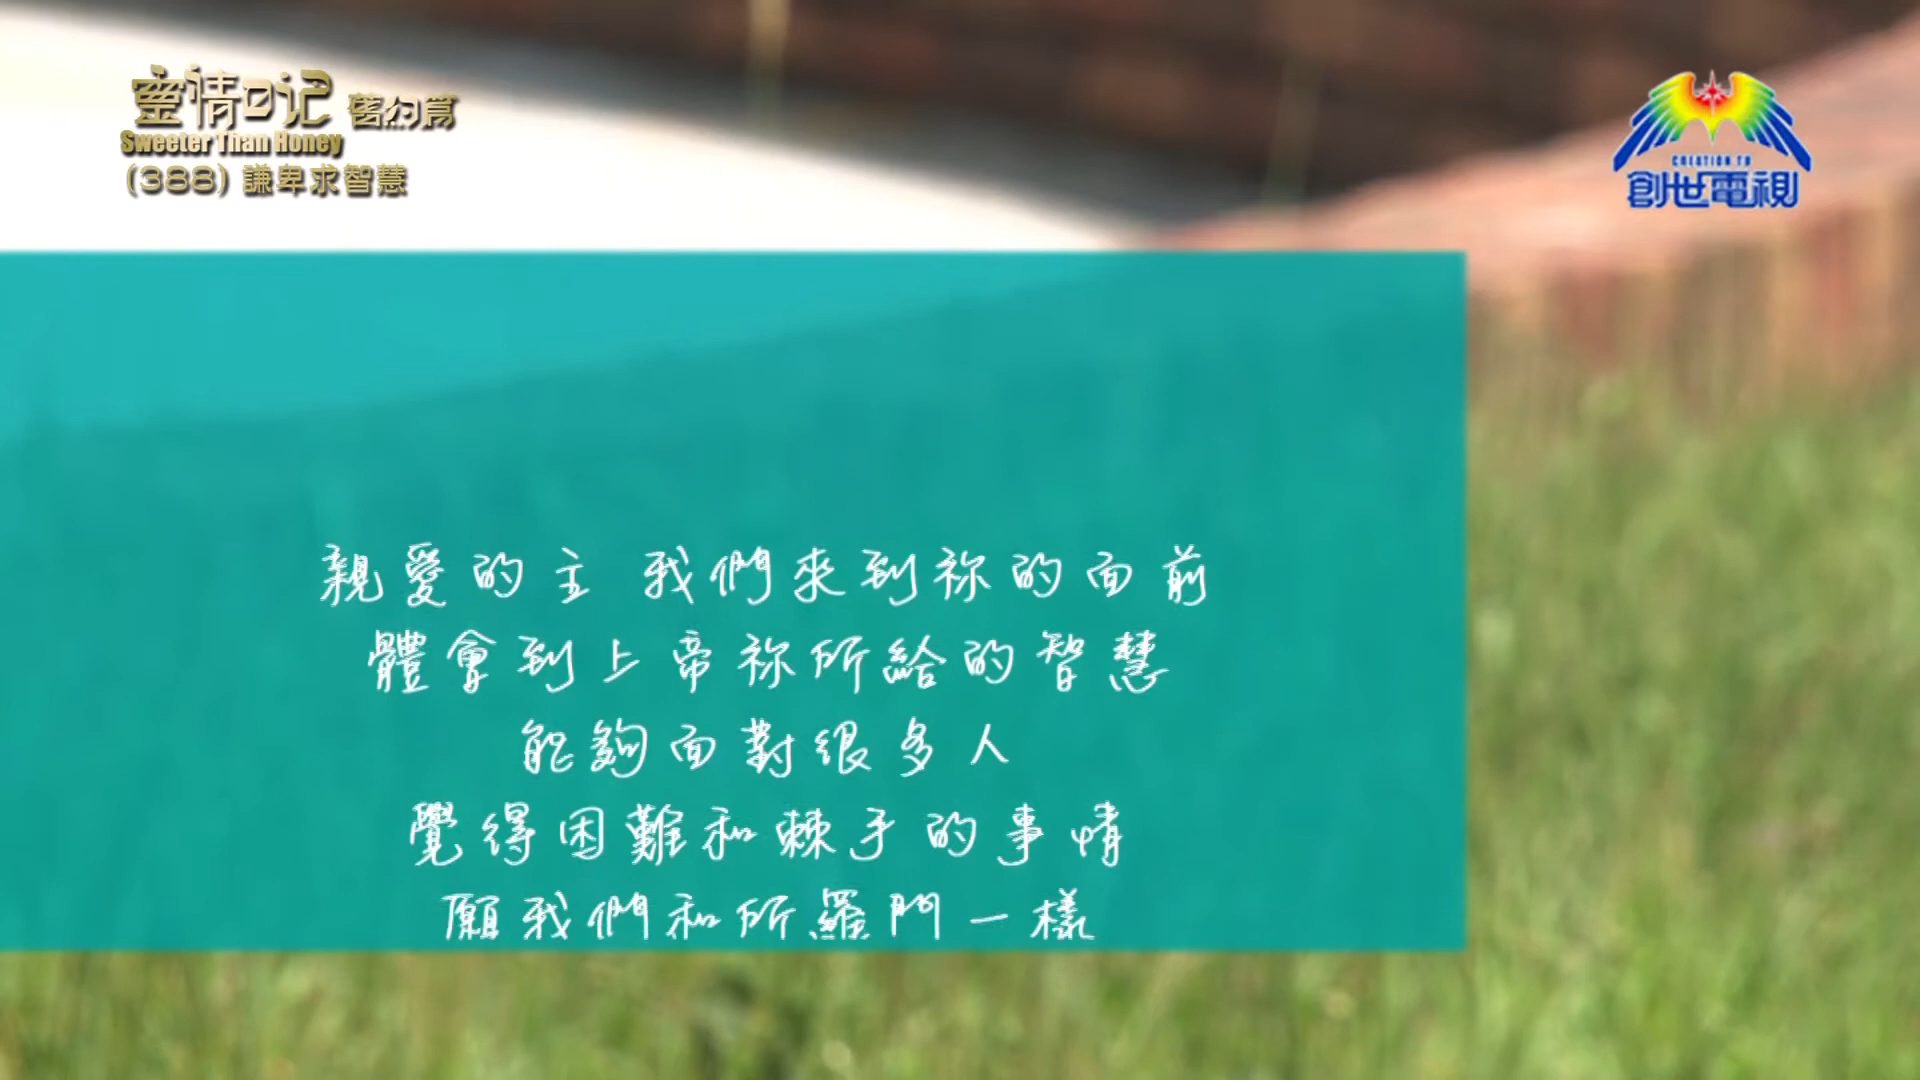 蜜情日记 舊約篇
Sweeter Than Honey
(388) 謙卑求智慧
CREATION TV
創世電視
親愛的主 我們來到祢的面前
體會到上帝祢所給的智慧
能夠面對很多人
覺得困難和棘手的事情
願我們和所羅門一樣